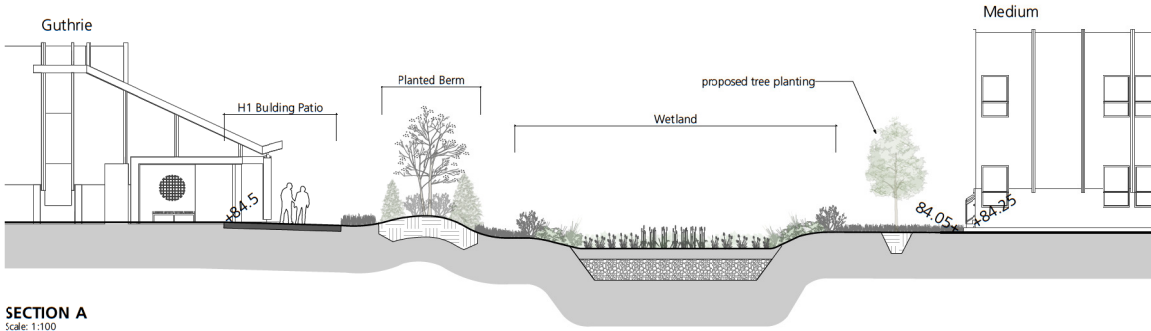 Guthrie
Medium
Planted Berm
proposed tree planting
H1 Bulding Patio
Wetland
+84.5
84.05+
+84.25
SECTION A
Scale: 1:100